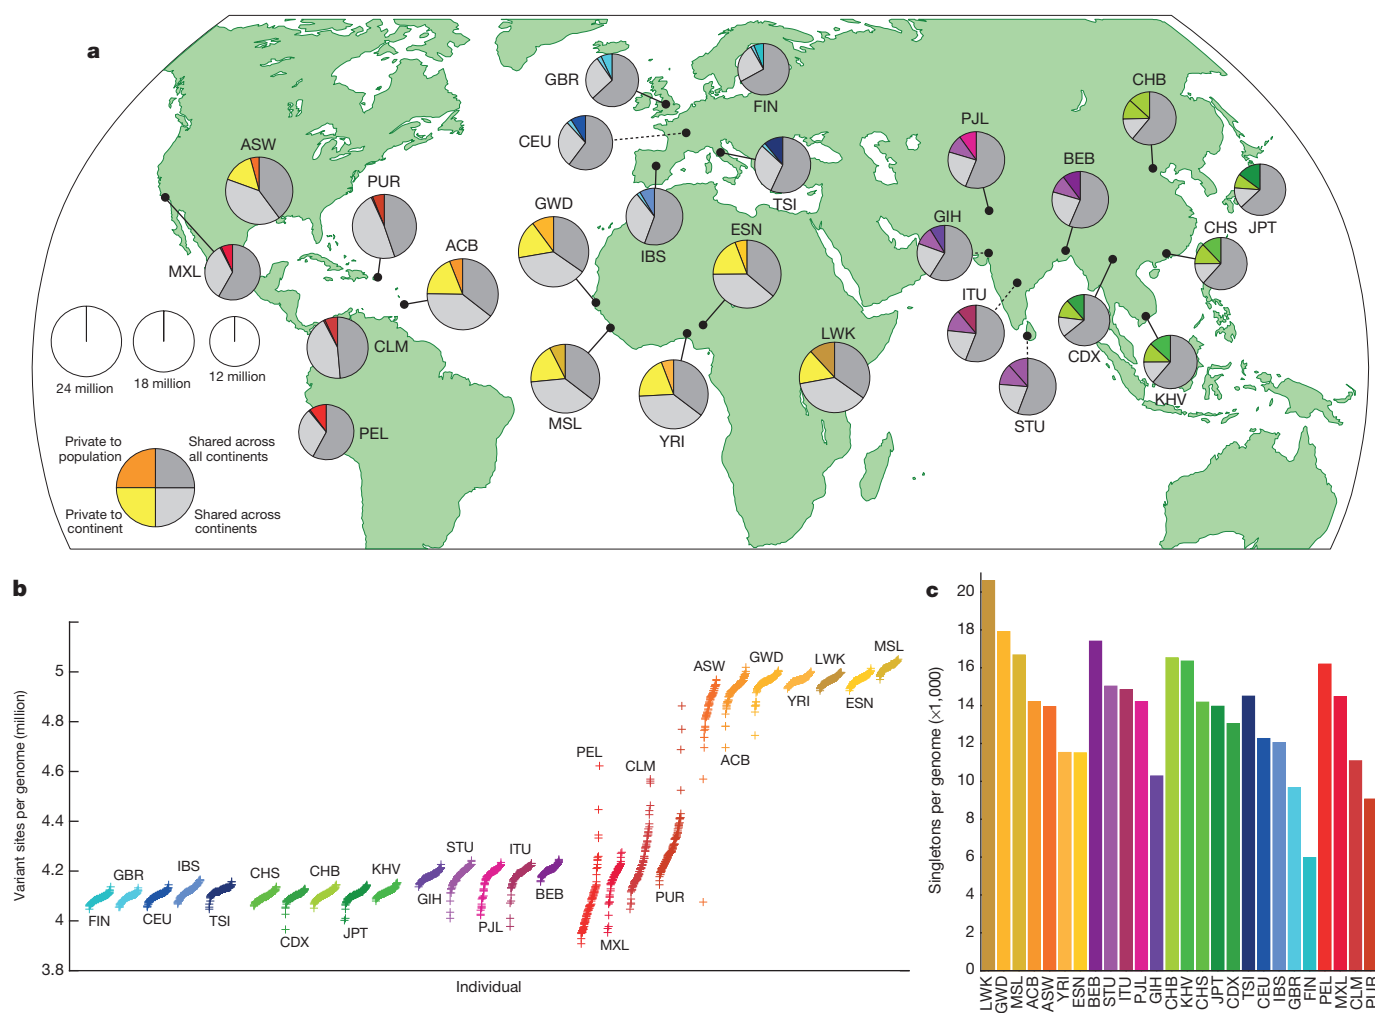 a
GBR
FIN
CHB
CEU
ASW
PJL
BEB
PUR
TSI
GWD
JPT
IBS
ESN
GIH
CHS
ACB
MXL
ITU
LWK
CDX
CLM
24 million
18 million
12 million
KHV
MSL
YRI
STU
PEL
Private to
population
Shared across
all continents
Private to
continent
Shared across
continents
b
Variant sites per genome (million)
5
4.8
4.6
4.4
4.2
4
3.8
FIN
GBR
CEU
IBS
TSI
CHS
CDX
CHB
JPT
KHV
GIH
STU
PJL
ITU
BEB
PEL
MXL
CLM
PUR
ASW
ACB
GWD
YRI
LWK
ESN
MSL
Individual
c
Singletons per genome (×1,000)
20
18
16
14
12
10
8
6
4
2
0
LWK
GWD
MSL
ACB
ASW
YRI
ESN
BEB
STU
ITU
PJL
GIH
CHB
KHV
CHS
JPT
CDX
TSI
CEU
IBS
GBR
FIN
PEL
MXL
CLM
PUR